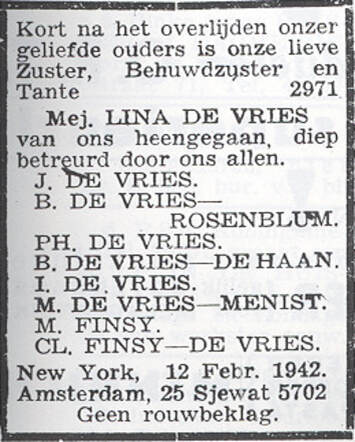 Kort na het overlijden onzer
geliefde ouders is onze lieve
Zuster, Behuwdzuster en
Tante 2971
Mej. LINA DE VRIES
van ons heengegaan, diep
betreurd door ons allen.
J. DE VRIES.
B. DE VRIES—
ROSENBLUM.
PH. DE VRIES.
B. DE VRIES—DE HAAN.
I. DE VRIES.
M. DE VRIES—MENIST.
M. FINSY.
CL. FINSY—DE VRIES.
New York, 12 Febr. 1942.
Amsterdam, 25 Sjewat 5702
Geen rouwbeklag.